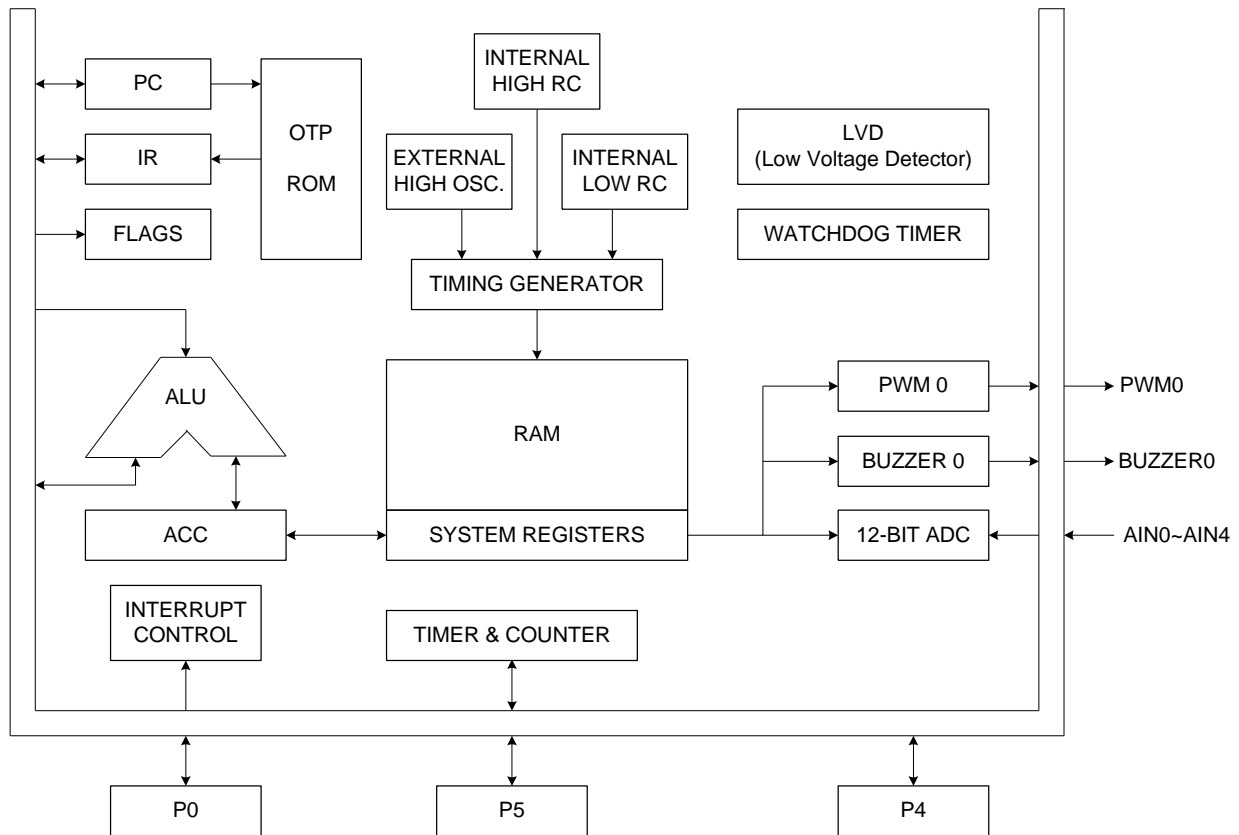 PC
IR
FLAGS
OTP
ROM
INTERNAL
HIGH RC
EXTERNAL
HIGH OSC.
INTERNAL
LOW RC
TIMING GENERATOR
LVD
(Low Voltage Detector)
WATCHDOG TIMER
ALU
ACC
RAM
SYSTEM REGISTERS
PWM 0
PWM0
BUZZER 0
BUZZER0
12-BIT ADC
AIN0~AIN4
INTERRUPT
CONTROL
TIMER & COUNTER
P0
P5
P4